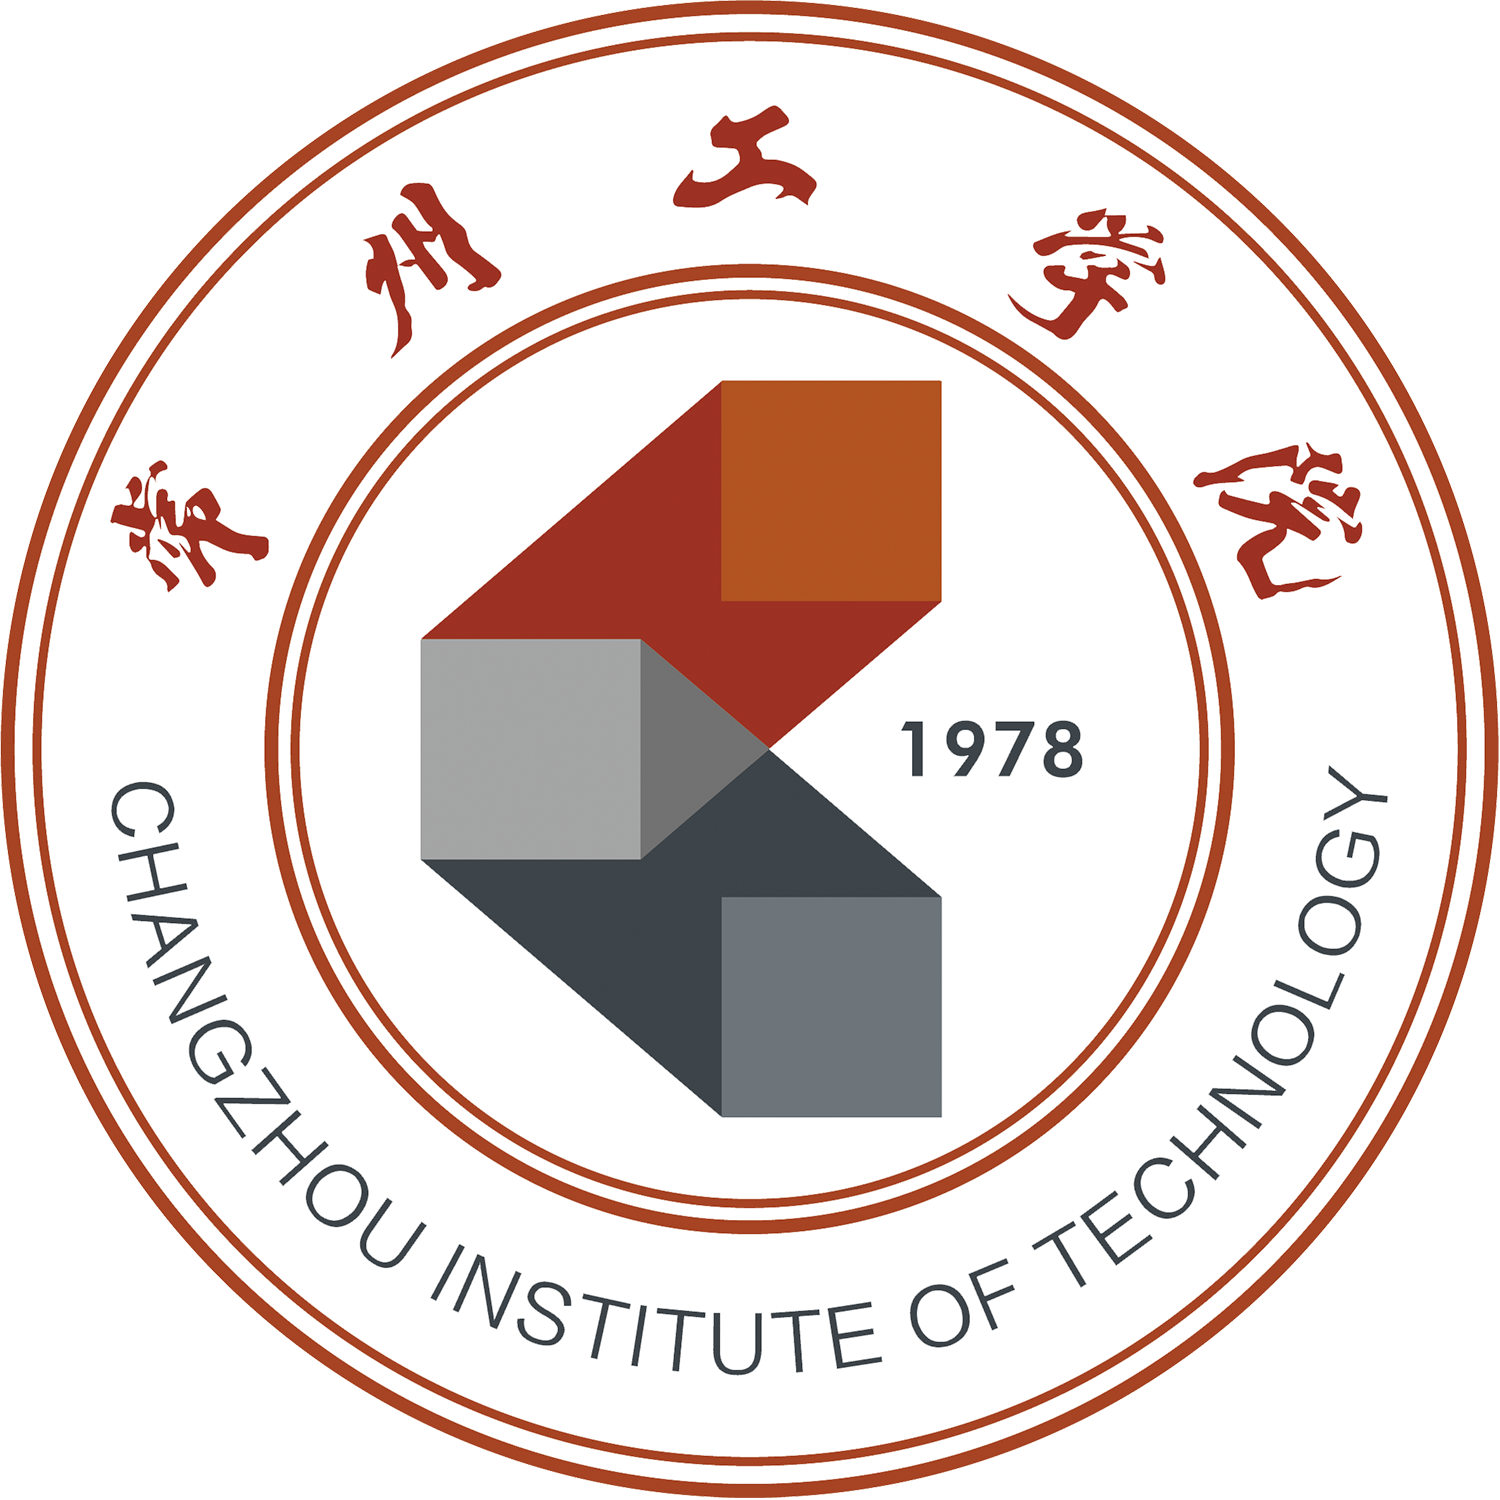 常州工学院
1978
CHANGZHOU INSTITUTE OF TECHNOLOGY